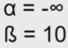 α = -∞
ß = 10